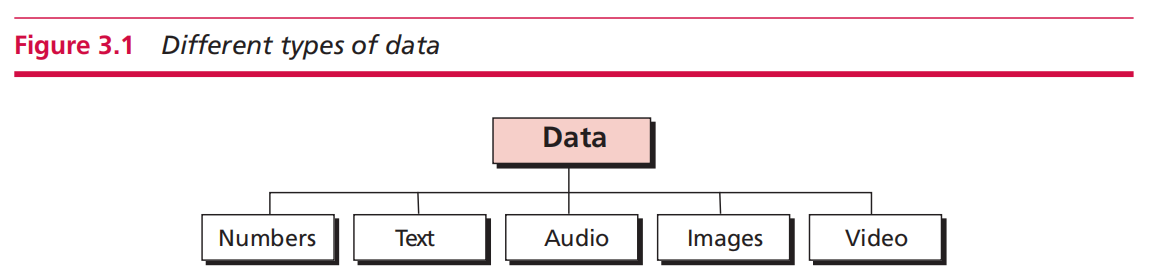 Figure 3.1 Different types of data
Data
Numbers Text Audio Images Video